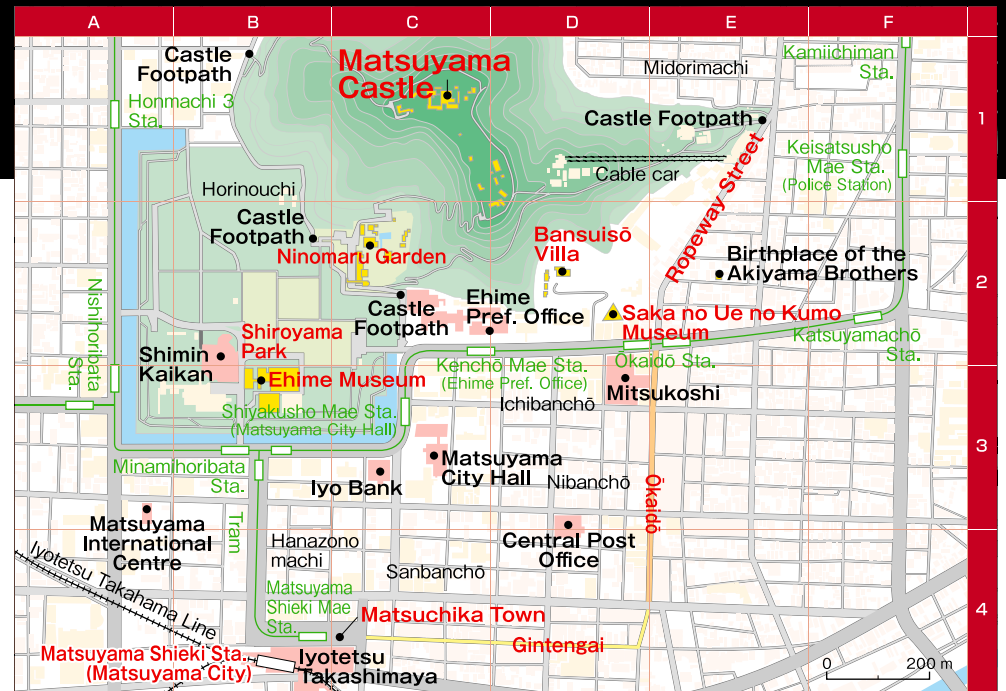 A B C D E F
1
2
3
4
Castle
Footpath
Matsuyama
Castle
Midorimachi
Kamiichiman
Sta.
Honmachi 3
Sta.
Castle Footpath
Keisatsusho
Mae Sta.
(Police Station)
Cable car
Ropeway Street
Horinouchi
Castle
Footpath
Ninomaru Garden
Bansuisō
Villa
Birthplace of the
Akiyama Brothers
Nishihoribata
Sta.
Castle
Footpath
Ehime
Pref. Office
Saka no Ue no Kumo
Museum
Katsuyamachō
Sta.
Shiroyama
Park
Shimin
Kaikan
Kenchō Mae Sta.
(Ehime Pref. Office)
Ōkaidō Sta.
Ehime Museum
Mitsukoshi
Ichibanchō
Shiyakusho Mae Sta.
(Matsuyama City Hall)
Minamihoribata
Sta.
Iyo Bank
Matsuyama
City Hall
Nibanchō
Ōkaidō
Matsuyama
International
Centre
Tram
Hanazono
machi
Central Post
Office
Iyotetsu Takahama Line
Sanbanchō
Matsuyama
Shieki Mae
Sta.
Matsuchika Town
Gintengai
Matsuyama Shieki Sta.
(Matsuyama City)
Iyotetsu
Takashimaya
0 200 m